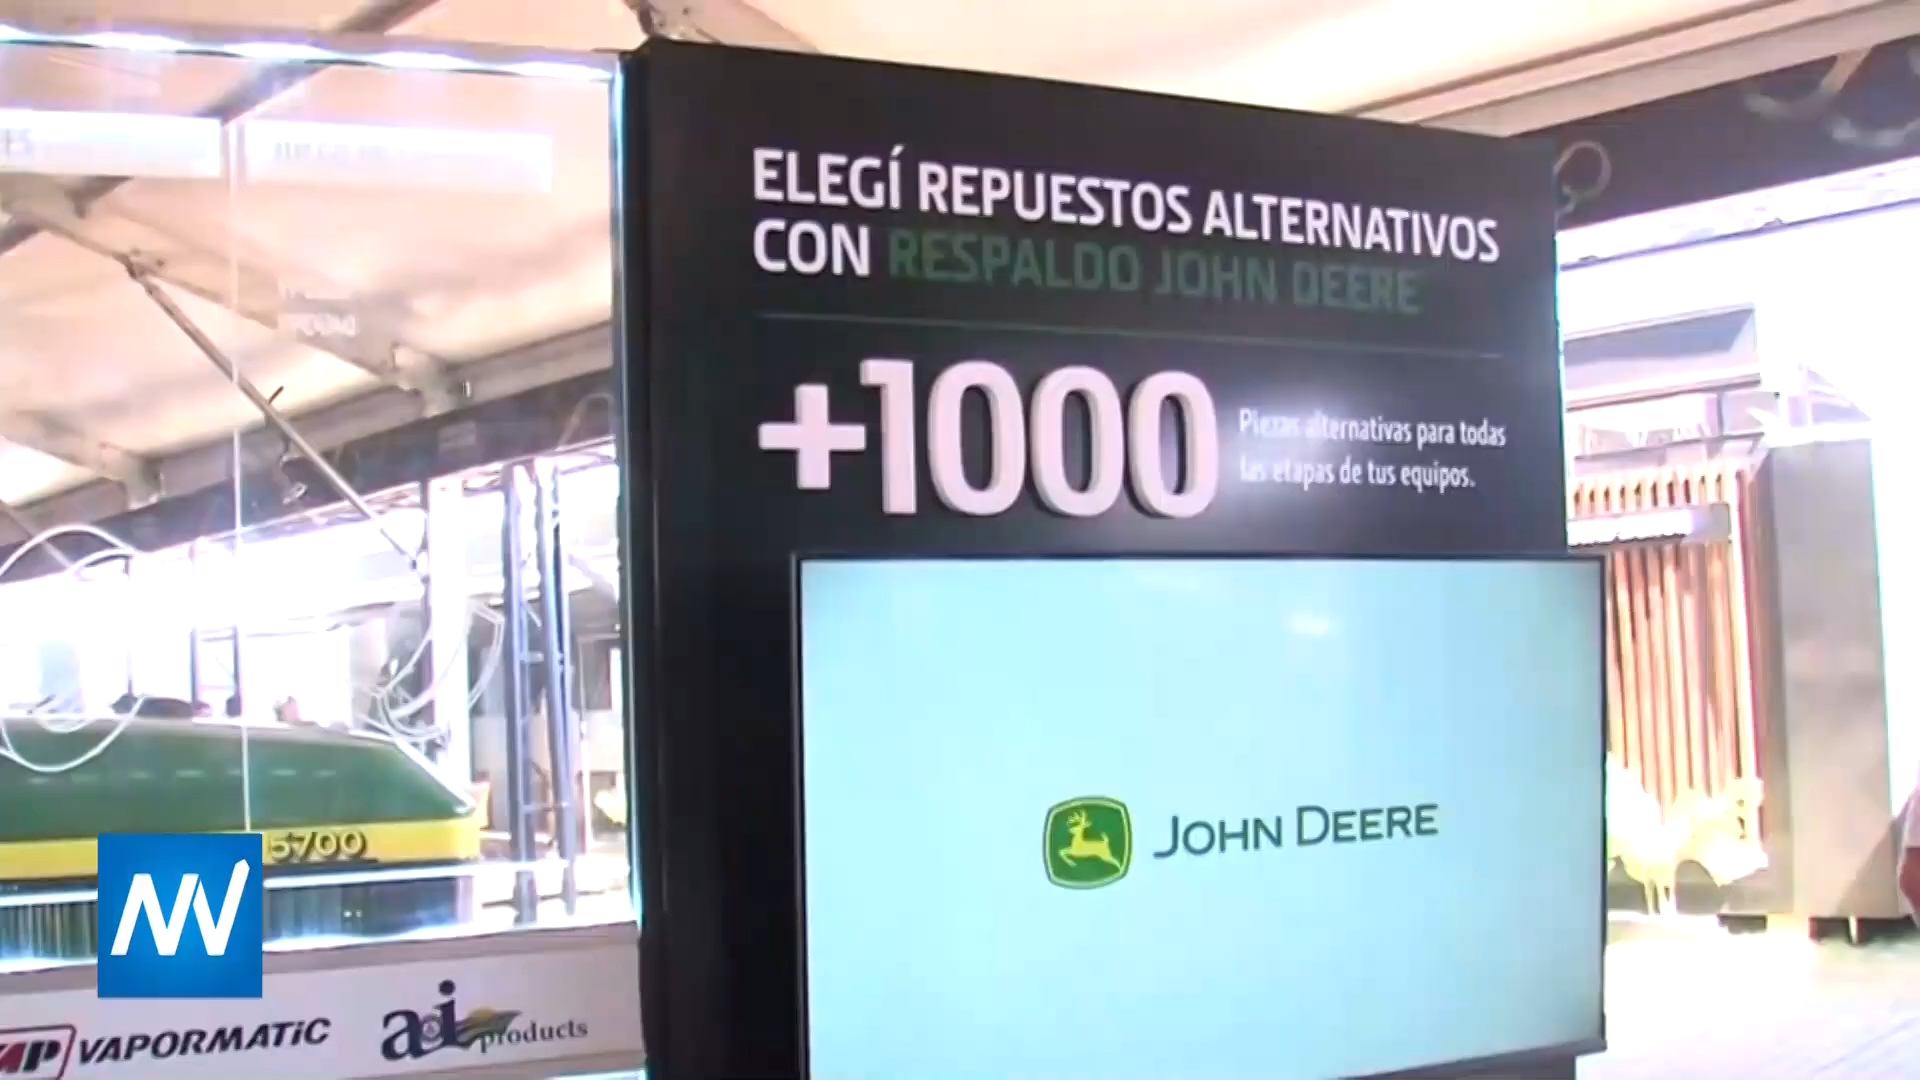 ELEGÍ REPUESTOS ALTERNATIVOS
CON RESPALDO JOHN DEERE
+1000
Piezas alternativas para todas
las etapas de tus equipos.
JOHN DEERE
5700
NV
VAPORMATIC
a&i products